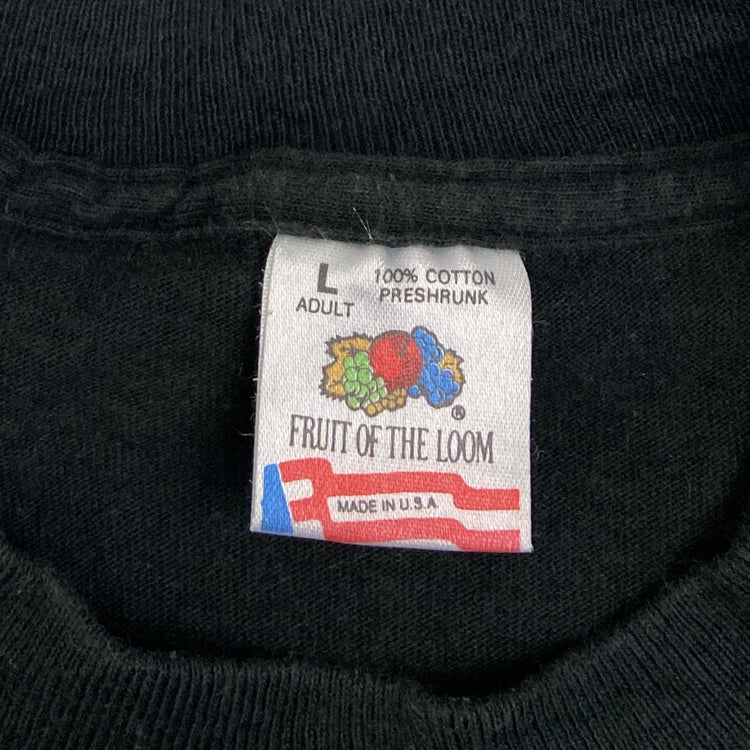 L 100% COTTON
ADULT PRESHRUNK
®
FRUIT OF THE LOOM
MADE IN U.S.A